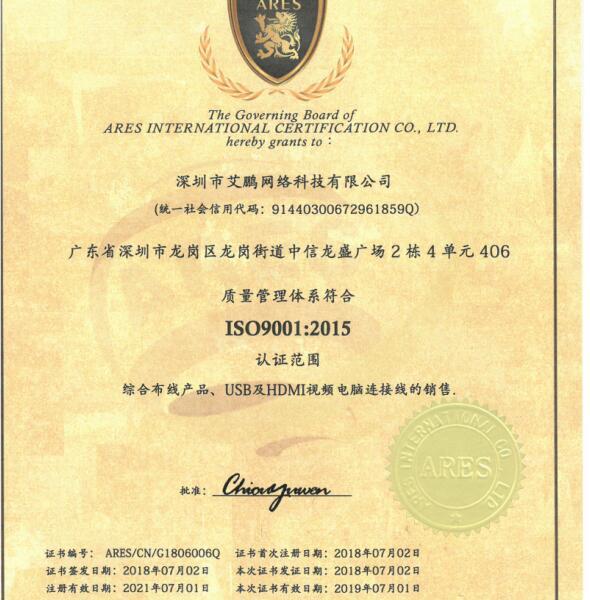 ARES
The Governing Board of
ARES INTERNATIONAL CERTIFICATION CO., LTD.
hereby grants to：
深圳市艾鹏网络科技有限公司
(统一社会信用代码：91440300672961859Q)
广东省深圳市龙岗区龙岗街道中信龙盛广场 2 栋 4 单元 406
质量管理体系符合
ISO9001:2015
认证范围
综合布线产品、USB及HDMI视频电脑连接线的销售.
ARES INTERNATIONAL CO., LTD
ARES
批准：
证书编号： ARES/CN/G1806006Q 证书首次注册日期：2018年07月02日
证书签发日期：2018年07月02日 本次证书发证日期：2018年07月02日
注册有效日期：2021年07月01日 本次证书有效日期：2019年07月01日